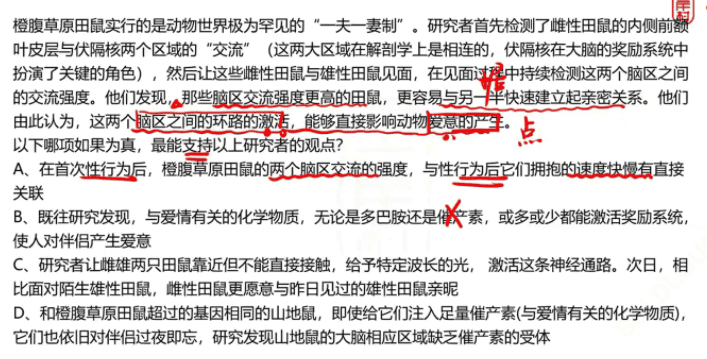 橙腹草原田鼠实行的是动物世界极为罕见的“一夫一妻制”。研究者首先检测了雌性田鼠的内侧前额
叶皮层与伏隔核两个区域的“交流”（这两大区域在解剖学上是相连的，伏隔核在大脑的奖励系统中
扮演了关键的角色），然后让这些雌性田鼠与雄性田鼠见面，在见面过程中持续检测这两个脑区之间
的交流强度。他们发现，那些脑区交流强度更高的田鼠，更容易与另一半快速建立起亲密关系。他们
由此认为，这两个脑区之间的环路的激活，能够直接影响动物爱意的产生。
点
以下哪项如果为真，最能支持以上研究者的观点？
A、在首次性行为后，橙腹草原田鼠的两个脑区交流的强度，与性行为后它们拥抱的速度快慢有直接
关联
B、既往研究发现，与爱情有关的化学物质，无论是多巴胺还是催产素，或多或少都能激活奖励系统，
使人对伴侣产生爱意
C、研究者让雌雄两只田鼠靠近但不能直接接触，给予特定波长的光， 激活这条神经通路。次日，相
比面对陌生雄性田鼠，雌性田鼠更愿意与昨日见过的雄性田鼠亲昵
D、和橙腹草原田鼠超过的基因相同的山地鼠，即使给它们注入足量催产素(与爱情有关的化学物质)，
它们也依旧对伴侣过夜即忘，研究发现山地鼠的大脑相应区域缺乏催产素的受体